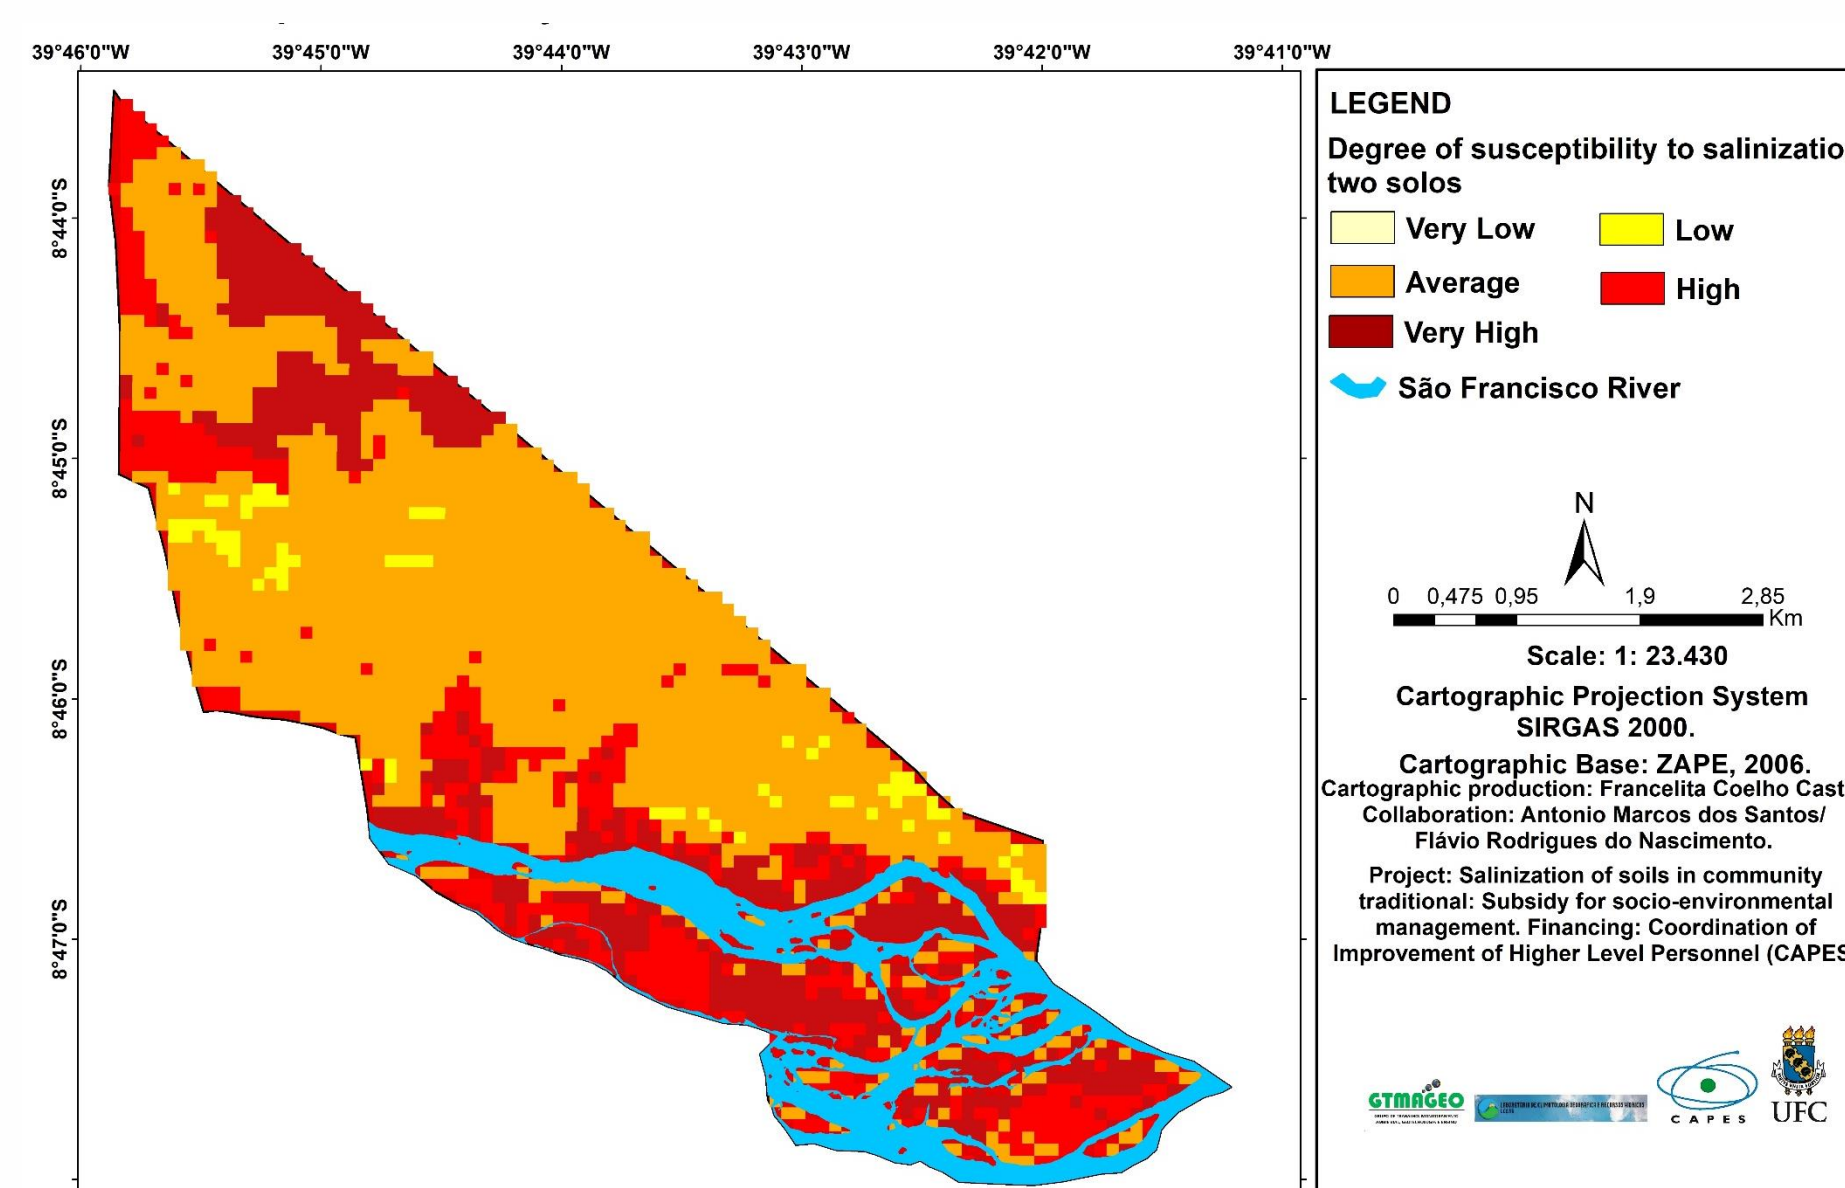 39°46'0"W 39°45'0"W 39°44'0"W 39°43'0"W 39°42'0"W 39°41'0"W
8°44'0"S
8°45'0"S
8°46'0"S
8°47'0"S
LEGEND
Degree of susceptibility to salinizatio
two solos
Very Low Low
Average High
Very High
São Francisco River
N
0 0,475 0,95 1,9 2,85
Km
Scale: 1: 23.430
Cartographic Projection System
SIRGAS 2000.
Cartographic Base: ZAPE, 2006.
Cartographic production: Francelita Coelho Cast
Collaboration: Antonio Marcos dos Santos/
Flávio Rodrigues do Nascimento.
Project: Salinization of soils in community
traditional: Subsidy for socio-environmental
management. Financing: Coordination of
Improvement of Higher Level Personnel (CAPES
GTMAGEO
CAPES
UFC